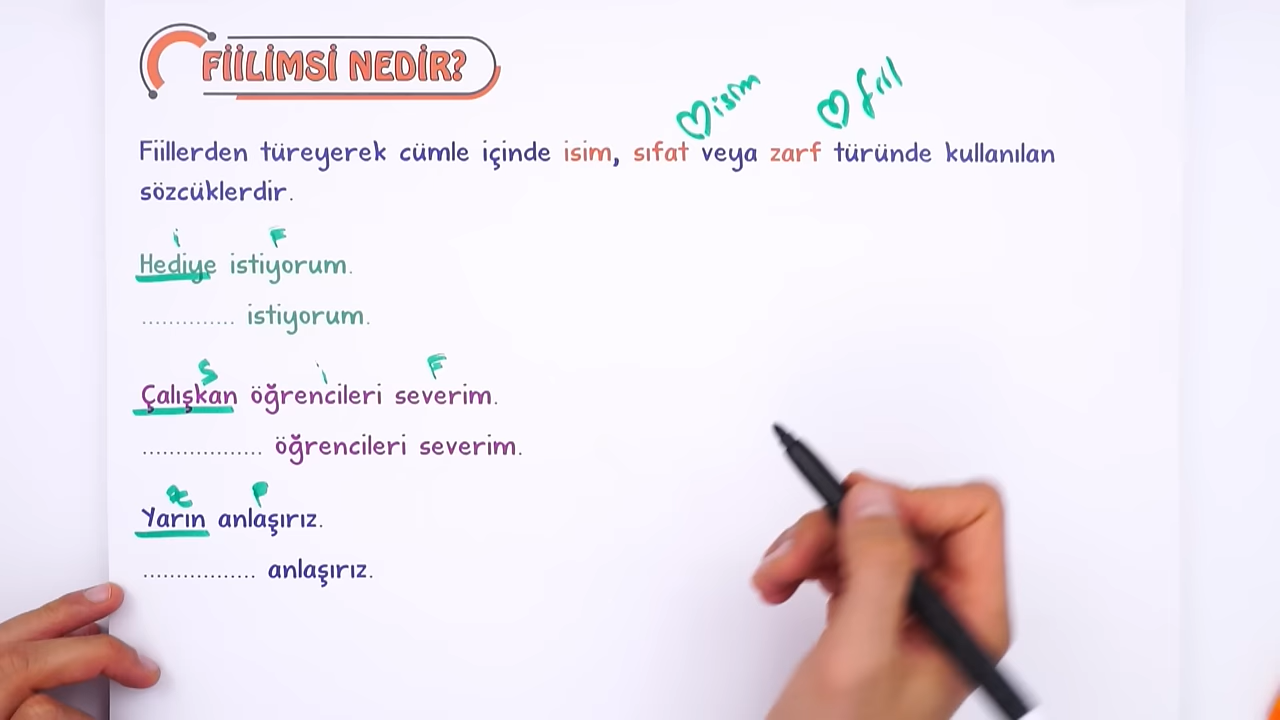 FİİLİMSİ NEDİR?
isim fiil
Fiillerden türeyerek cümle içinde isim, sıfat veya zarf türünde kullanılan
sözcüklerdir.
i F
Hediye istiyorum.
.............. istiyorum.
S i F
Çalışkan öğrencileri severim.
.................. öğrencileri severim.
z F
Yarın anlaşırız.
................. anlaşırız.